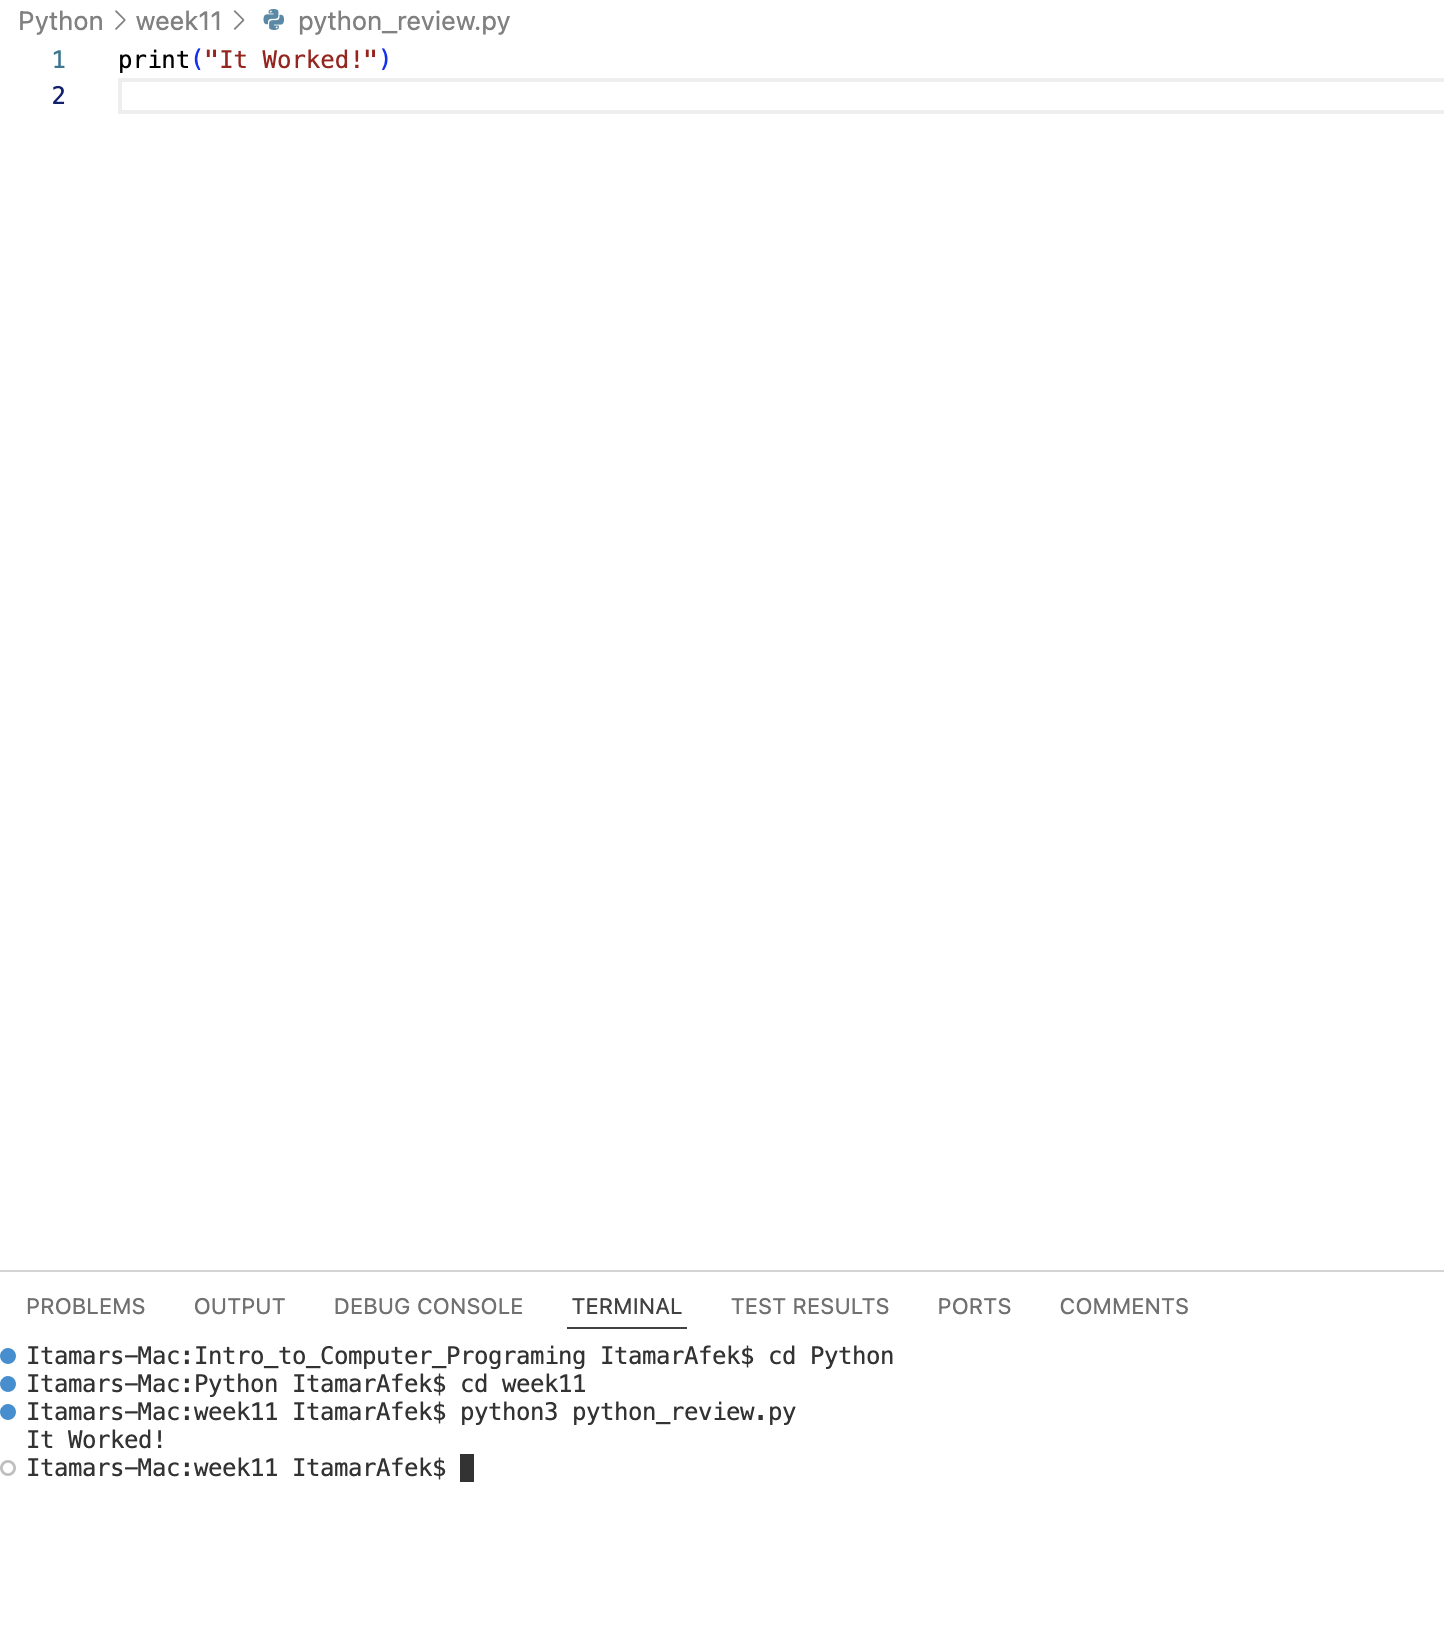 Python > week11 > python_review.py
1 print("It Worked!")
2
PROBLEMS OUTPUT DEBUG CONSOLE TERMINAL TEST RESULTS PORTS COMMENTS
Itamars-Mac:Intro_to_Computer_Programing ItamarAfek$ cd Python
Itamars-Mac:Python ItamarAfek$ cd week11
Itamars-Mac:week11 ItamarAfek$ python3 python_review.py
It Worked!
Itamars-Mac:week11 ItamarAfek$